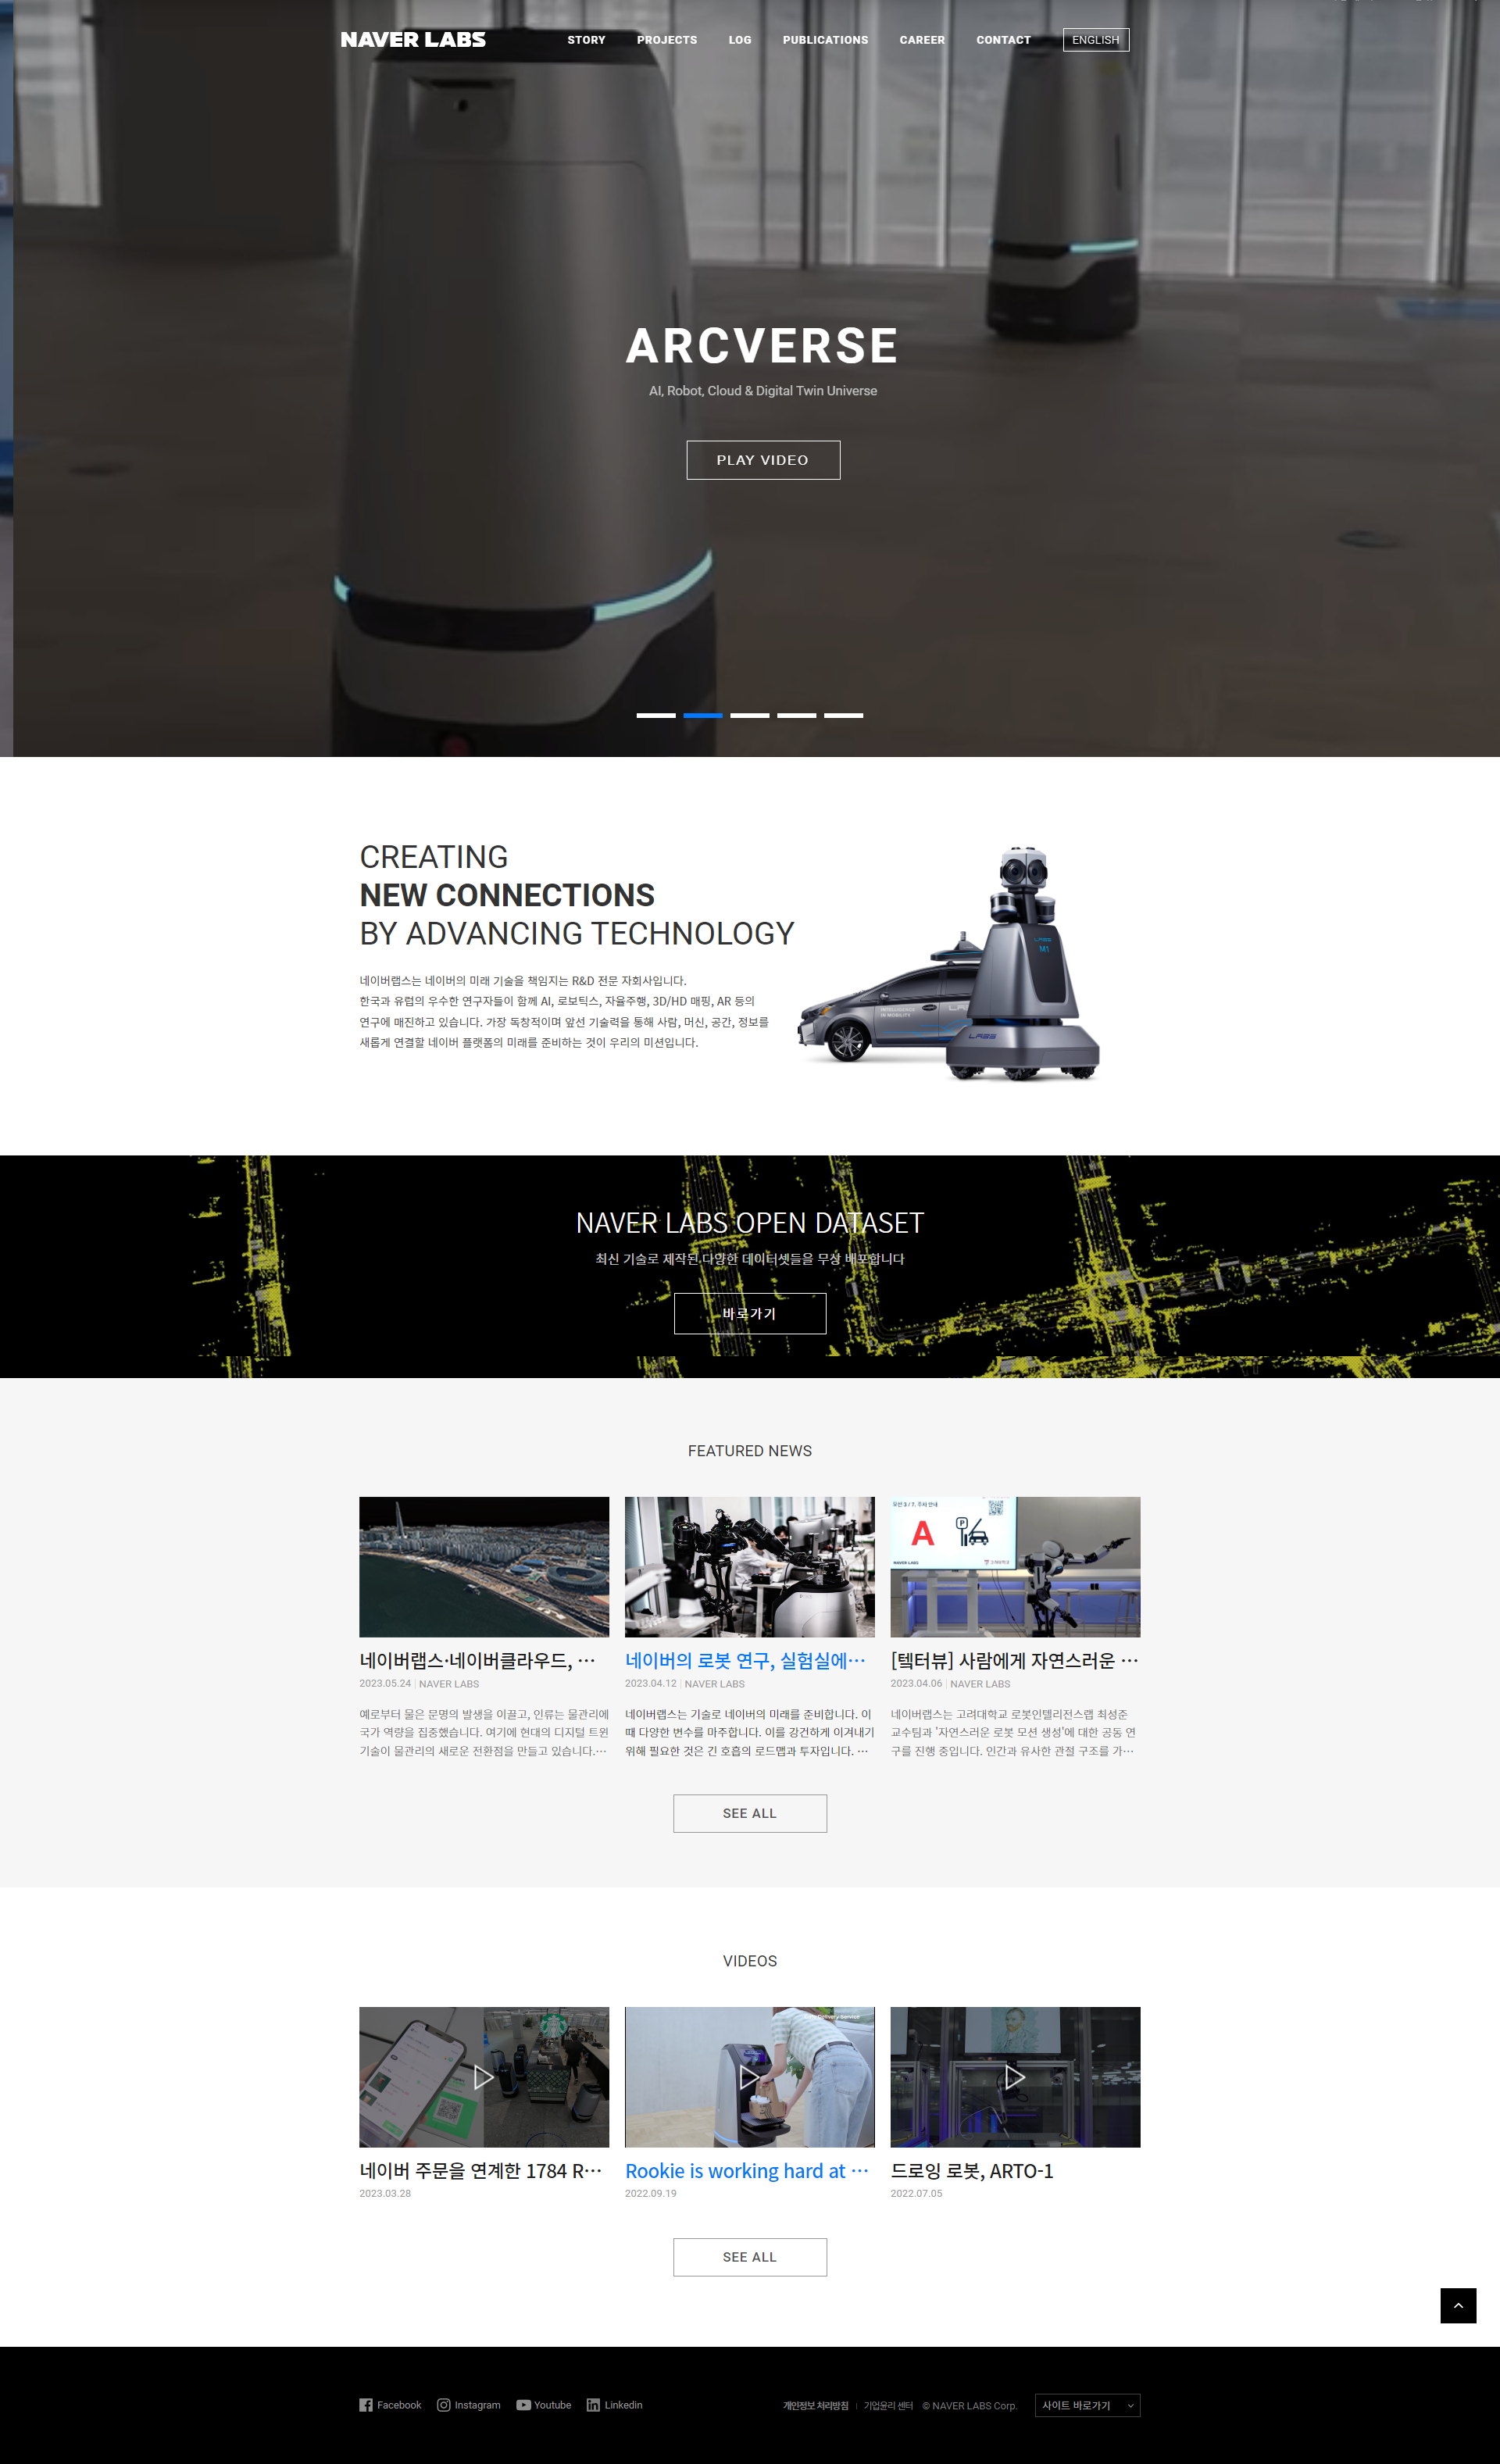 NAVER LABS
STORY
PROJECTS
LOG
PUBLICATIONS
CAREER
CONTACT
ENGLISH
ARCVERSE
AI, Robot, Cloud & Digital Twin Universe
PLAY VIDEO
CREATING
NEW CONNECTIONS
BY ADVANCING TECHNOLOGY
네이버랩스는 네이버의 미래 기술을 책임지는 R&D 전문 자회사입니다.
한국과 유럽의 우수한 연구자들이 함께 AI, 로보틱스, 자율주행, 3D/HD 매핑, AR 등의
연구에 매진하고 있습니다. 가장 독창적이며 앞선 기술력을 통해 사람, 머신, 공간, 정보를
새롭게 연결할 네이버 플랫폼의 미래를 준비하는 것이 우리의 미션입니다.
LABS
M1
INTELLIGENCE
IN MOBILITY
LABS
LABS
NAVER LABS OPEN DATASET
최신 기술로 제작된 다양한 데이터셋들을 무상 배포합니다
바로가기
FEATURED NEWS
A
P
NAVER LABS
네이버랩스·네이버클라우드, …
2023.05.24 | NAVER LABS
예로부터 물은 문명의 발생을 이끌고, 인류는 물관리에
국가 역량을 집중했습니다. 여기에 현대의 디지털 트윈
기술이 물관리의 새로운 전환점을 만들고 있습니다.…
네이버의 로봇 연구, 실험실에…
2023.04.12 | NAVER LABS
네이버랩스는 기술로 네이버의 미래를 준비합니다. 이
때 다양한 변수를 마주합니다. 이를 강건하게 이겨내기
위해 필요한 것은 긴 호흡의 로드맵과 투자입니다. …
[텤터뷰] 사람에게 자연스러운 …
2023.04.06 | NAVER LABS
네이버랩스는 고려대학교 로봇인텔리전스랩 최성준
교수팀과 '자연스러운 로봇 모션 생성'에 대한 공동 연
구를 진행 중입니다. 인간과 유사한 관절 구조를 가…
SEE ALL
VIDEOS
Delivery Service
네이버 주문을 연계한 1784 R…
2023.03.28
Rookie is working hard at …
2022.09.19
드로잉 로봇, ARTO-1
2022.07.05
SEE ALL
Facebook
Instagram
Youtube
Linkedin
개인정보 처리방침 | 기업윤리 센터 © NAVER LABS Corp.
사이트 바로가기